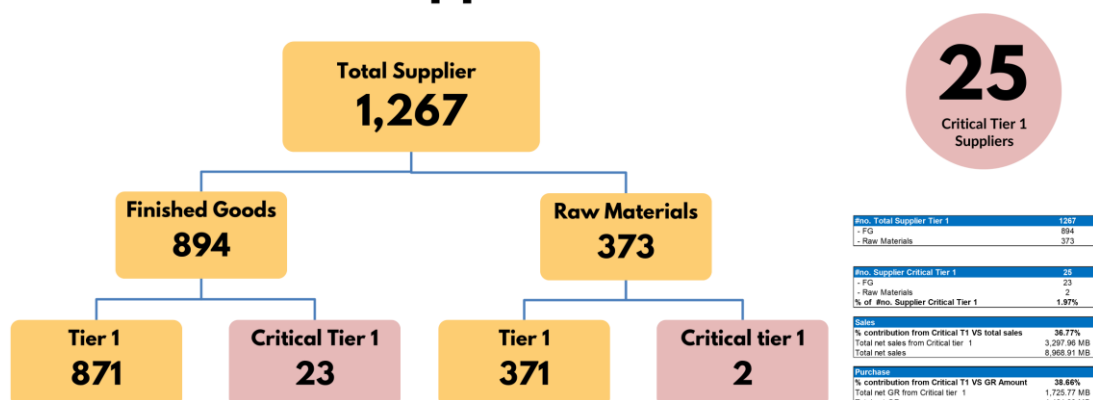 Total Supplier
1,267
Finished Goods
894
Raw Materials
373
Tier 1
871
Critical Tier 1
23
Tier 1
371
Critical tier 1
2
25
Critical Tier 1
Suppliers
#no. Total Supplier Tier 1 1267
- FG 894
- Raw Materials 373
#no. Supplier Critical Tier 1 25
- FG 23
- Raw Materials 2
% of #no. Supplier Critical Tier 1 1.97%
Sales
% contribution from Critical T1 VS total sales 36.77%
Total net sales from Critical tier 1 3,297.96 MB
Total net sales 8,968.91 MB
Purchase
% contribution from Critical T1 VS GR Amount 38.66%
Total net GR from Critical tier 1 1,725.77 MB